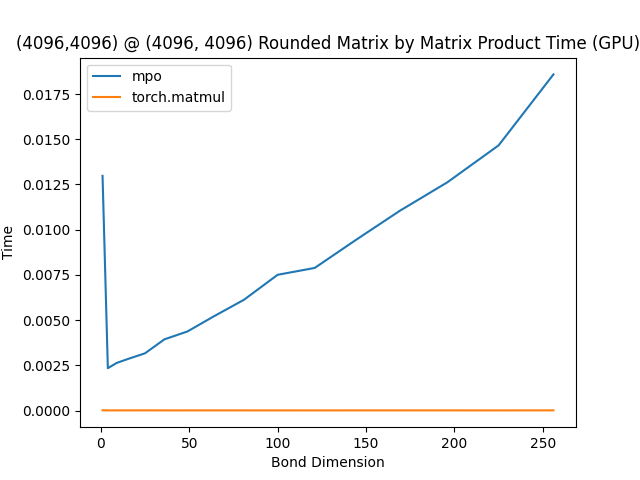 (4096,4096) @ (4096, 4096) Rounded Matrix by Matrix Product Time (GPU)
mpo
torch.matmul
0.0175
0.0150
0.0125
0.0100
0.0075
0.0050
0.0025
0.0000
Time
0 50 100 150 200 250
Bond Dimension